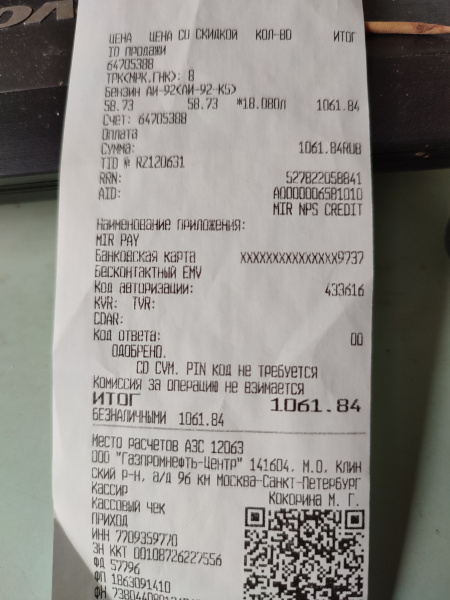 ЦЕНА ЦЕНА СО СКИДКОЙ КОЛ-ВО ИТОГ
ID ПРОДАЖИ
64705388
ТРК<МРК.ГНК>: 8
Бензин АИ-92<АИ-92-К5>
58.73 58.73 *18.080Л 1061.84
Счет: 64705388
Оплата
Сумма: 1061.84RUB
TID № RZ120631
RRN: 527822058841
AID: A0000006581010
MIR NPS CREDIT
Наименование приложения:
MIR PAY
Банковская карта XXXXXXXXXXXXXXX9737
Бесконтактный EMV
Код авторизации: 433616
KVR: TVR:
CDAR:
Код ответа: 00
ОДОБРЕНО.
CD CVM. PIN КОД НЕ ТРЕБУЕТСЯ
Комиссия за операцию не взимается
ИТОГ 1061.84
БЕЗНАЛИЧНЫМИ 1061.84
Место расчетов АЗС 12063
ООО "Газпромнефть-Центр" 141604, М.О, Клин
ский р-н, а/д 96 км Москва-Санкт-Петербург
Кассир Кокорина М. Г.
Кассовый чек
ПРИХОД
ИНН 7709359770
ЗН ККТ 00108726227556
ФД 57796
ФП 1863091410
ФН